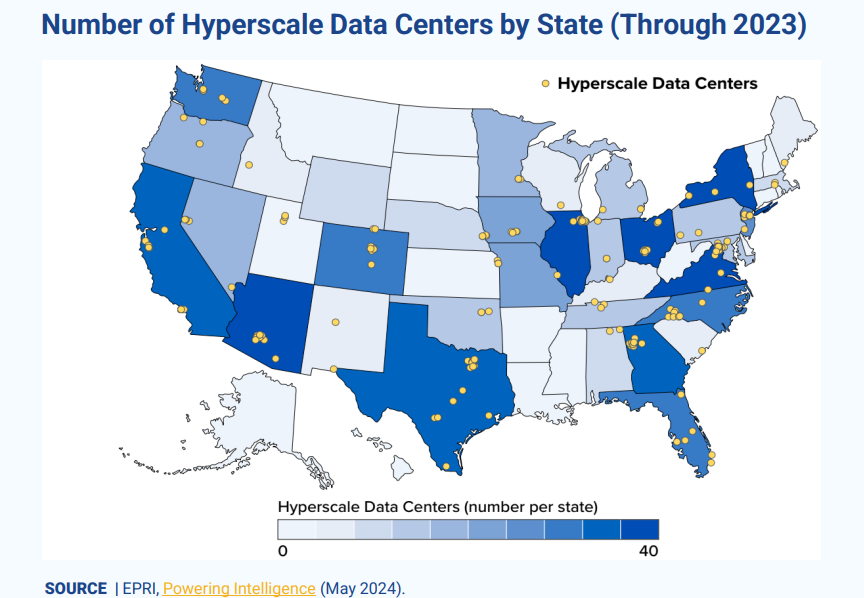 Number of Hyperscale Data Centers by State (Through 2023)
Hyperscale Data Centers
Hyperscale Data Centers (number per state)
0 40
SOURCE | EPRI, Powering Intelligence (May 2024).